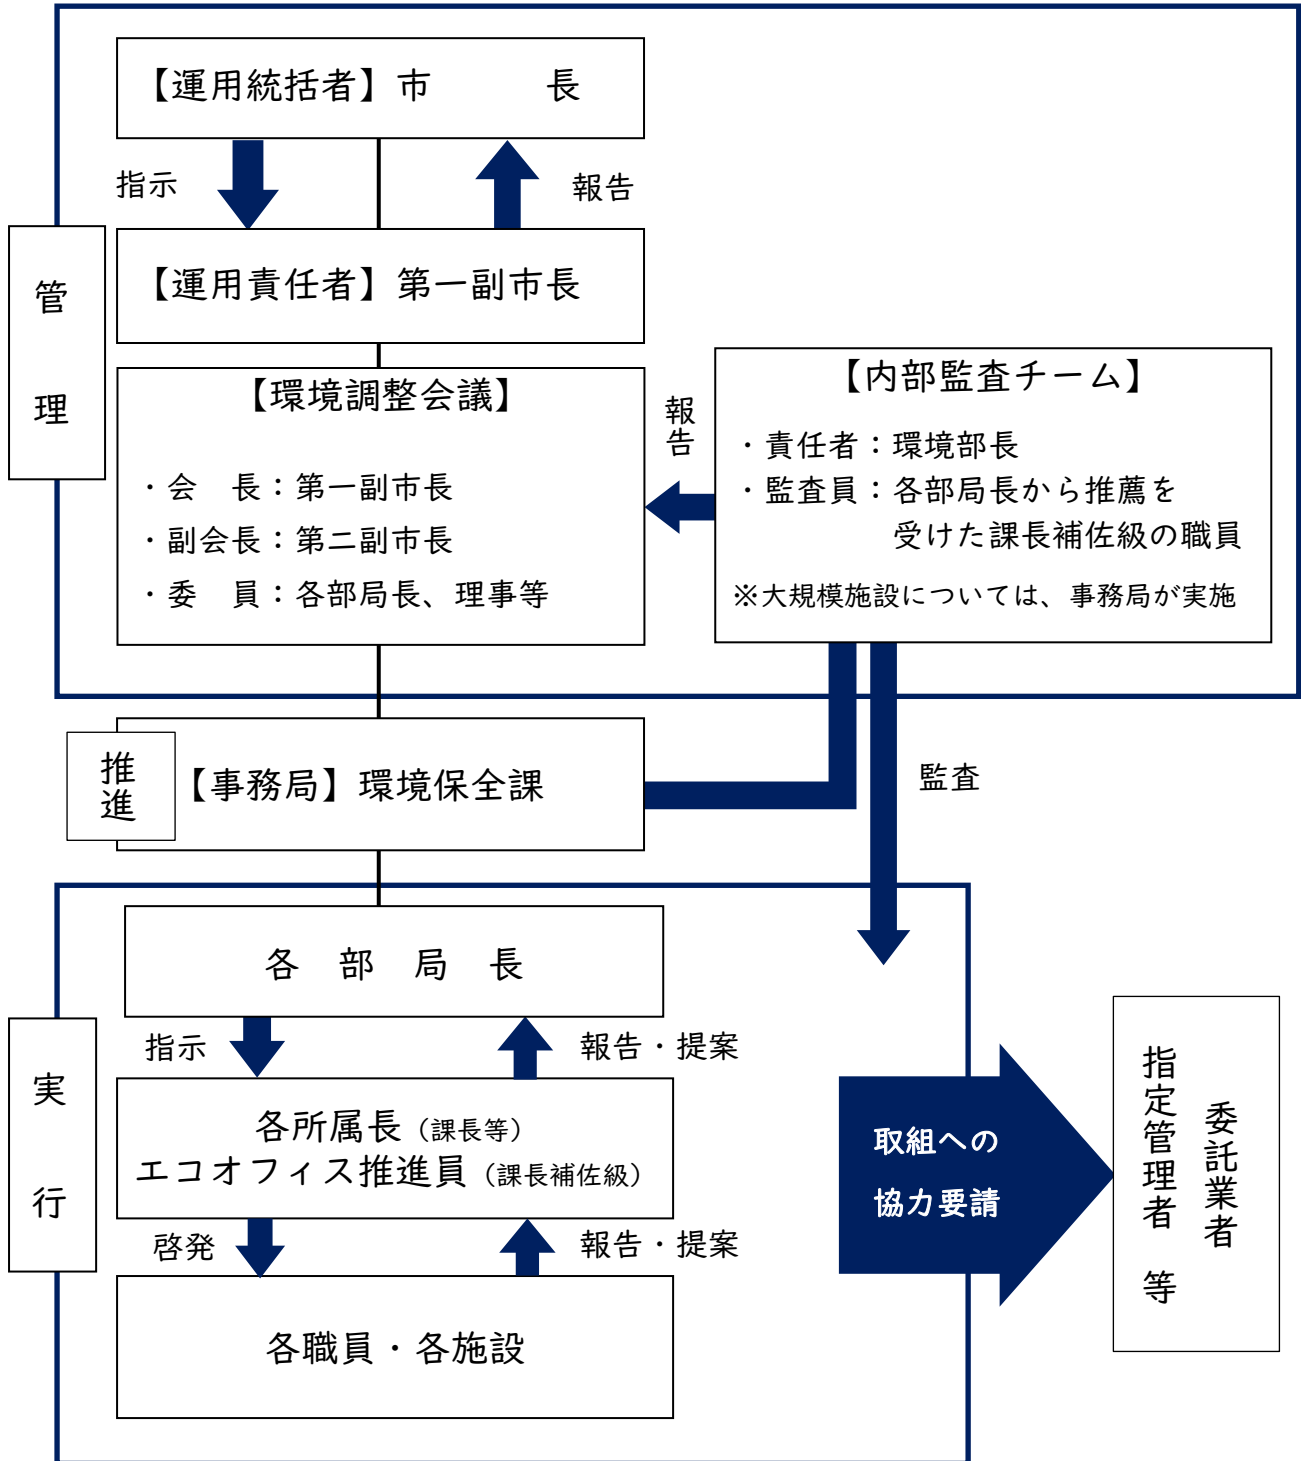 【運用統括者】市　　　長
指示
報告
【運用責任者】第一副市長
管理
【環境調整会議】
・会　長：第一副市長
・副会長：第二副市長
・委　員：各部局長、理事等
報告
【内部監査チーム】
・責任者：環境部長
・監査員：各部局長から推薦を
受けた課長補佐級の職員
※大規模施設については、事務局が実施
推進
【事務局】環境保全課
監査
各　部　局　長
指示
報告・提案
実行
各所属長（課長等）
エコオフィス推進員（課長補佐級）
啓発
報告・提案
各職員・各施設
取組への
協力要請
委託業者
指定管理者　等